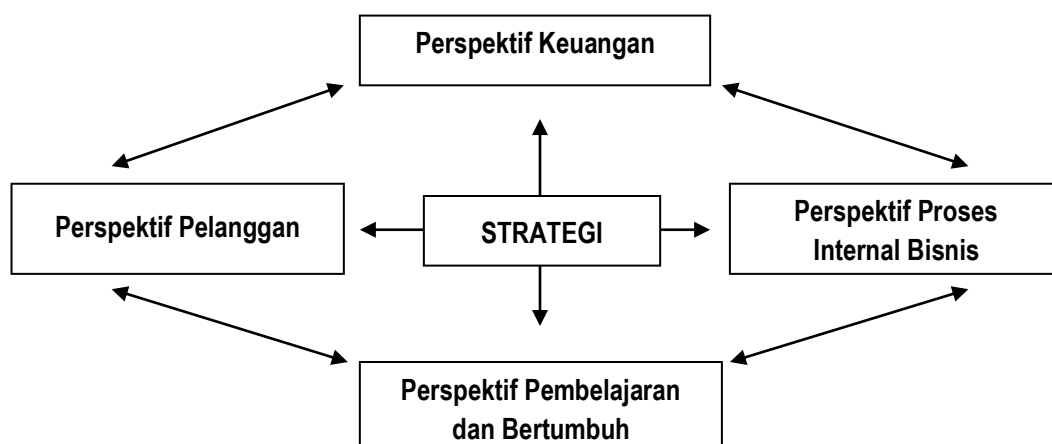 Perspektif Keuangan
Perspektif Pelanggan
STRATEGI
Perspektif Proses
Internal Bisnis
Perspektif Pembelajaran
dan Bertumbuh